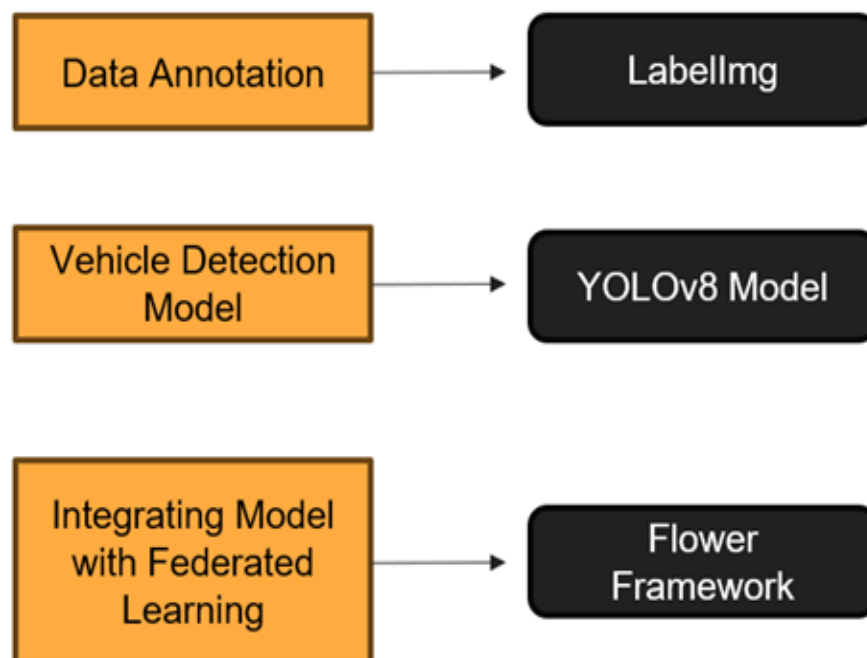 Data Annotation
LabelImg
Vehicle Detection
Model
YOLOv8 Model
Integrating Model
with Federated
Learning
Flower
Framework